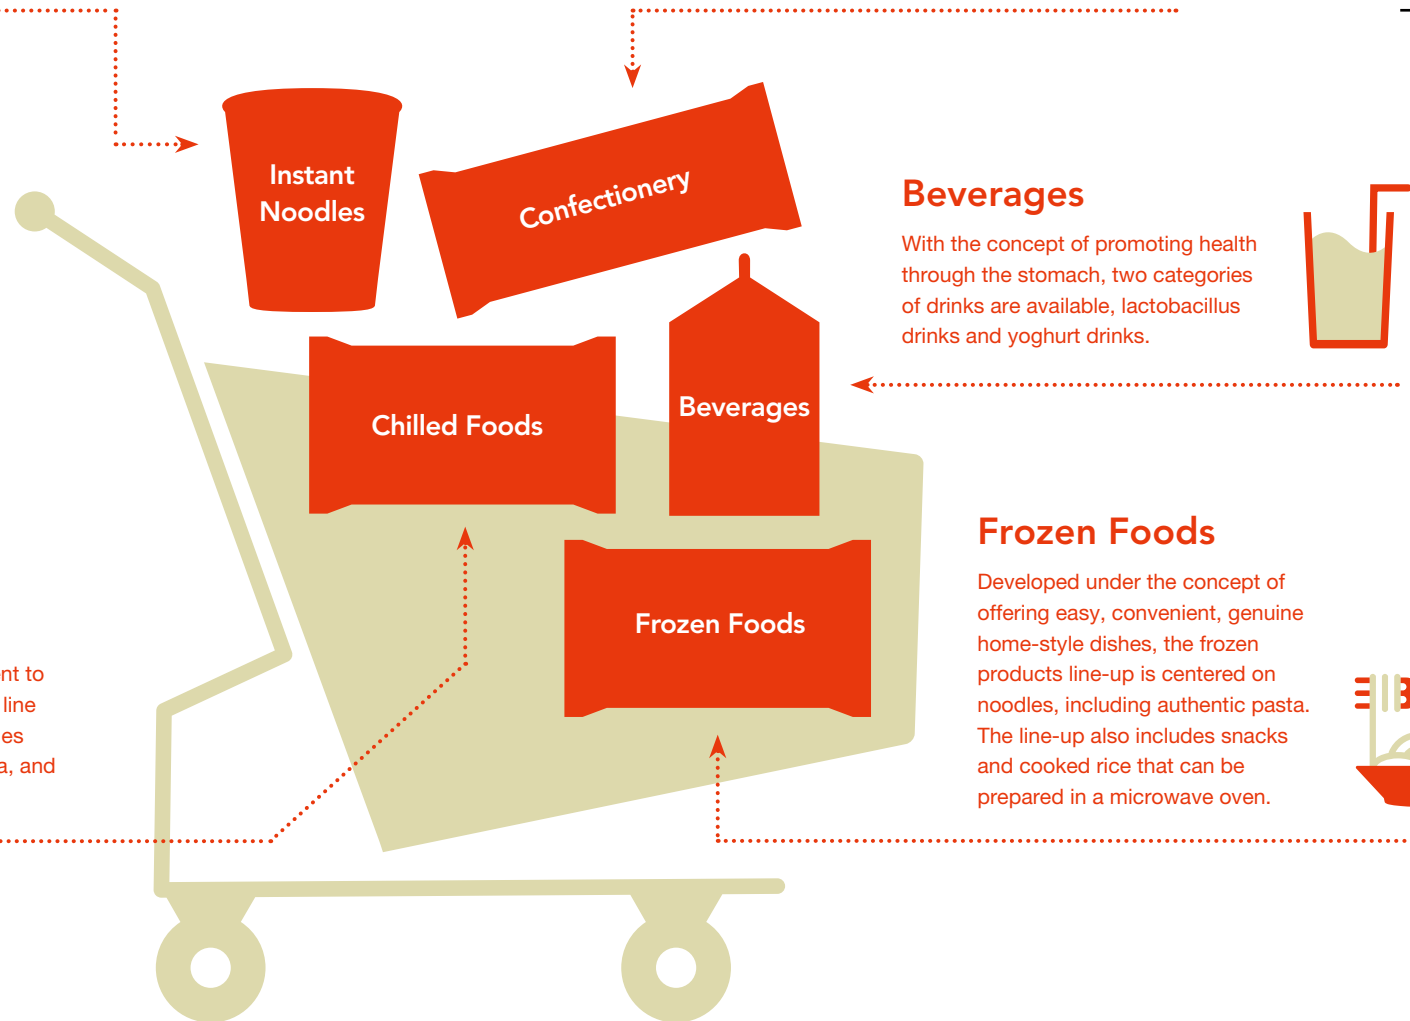 Instant
Noodles
Confectionery
Beverages
With the concept of promoting health
through the stomach, two categories
of drinks are available, lactobacillus
drinks and yoghurt drinks.
Chilled Foods
Beverages
Frozen Foods
Frozen Foods
Developed under the concept of
offering easy, convenient, genuine
home-style dishes, the frozen
products line-up is centered on
noodles, including authentic pasta.
The line-up also includes snacks
and cooked rice that can be
prepared in a microwave oven.
to
line
and